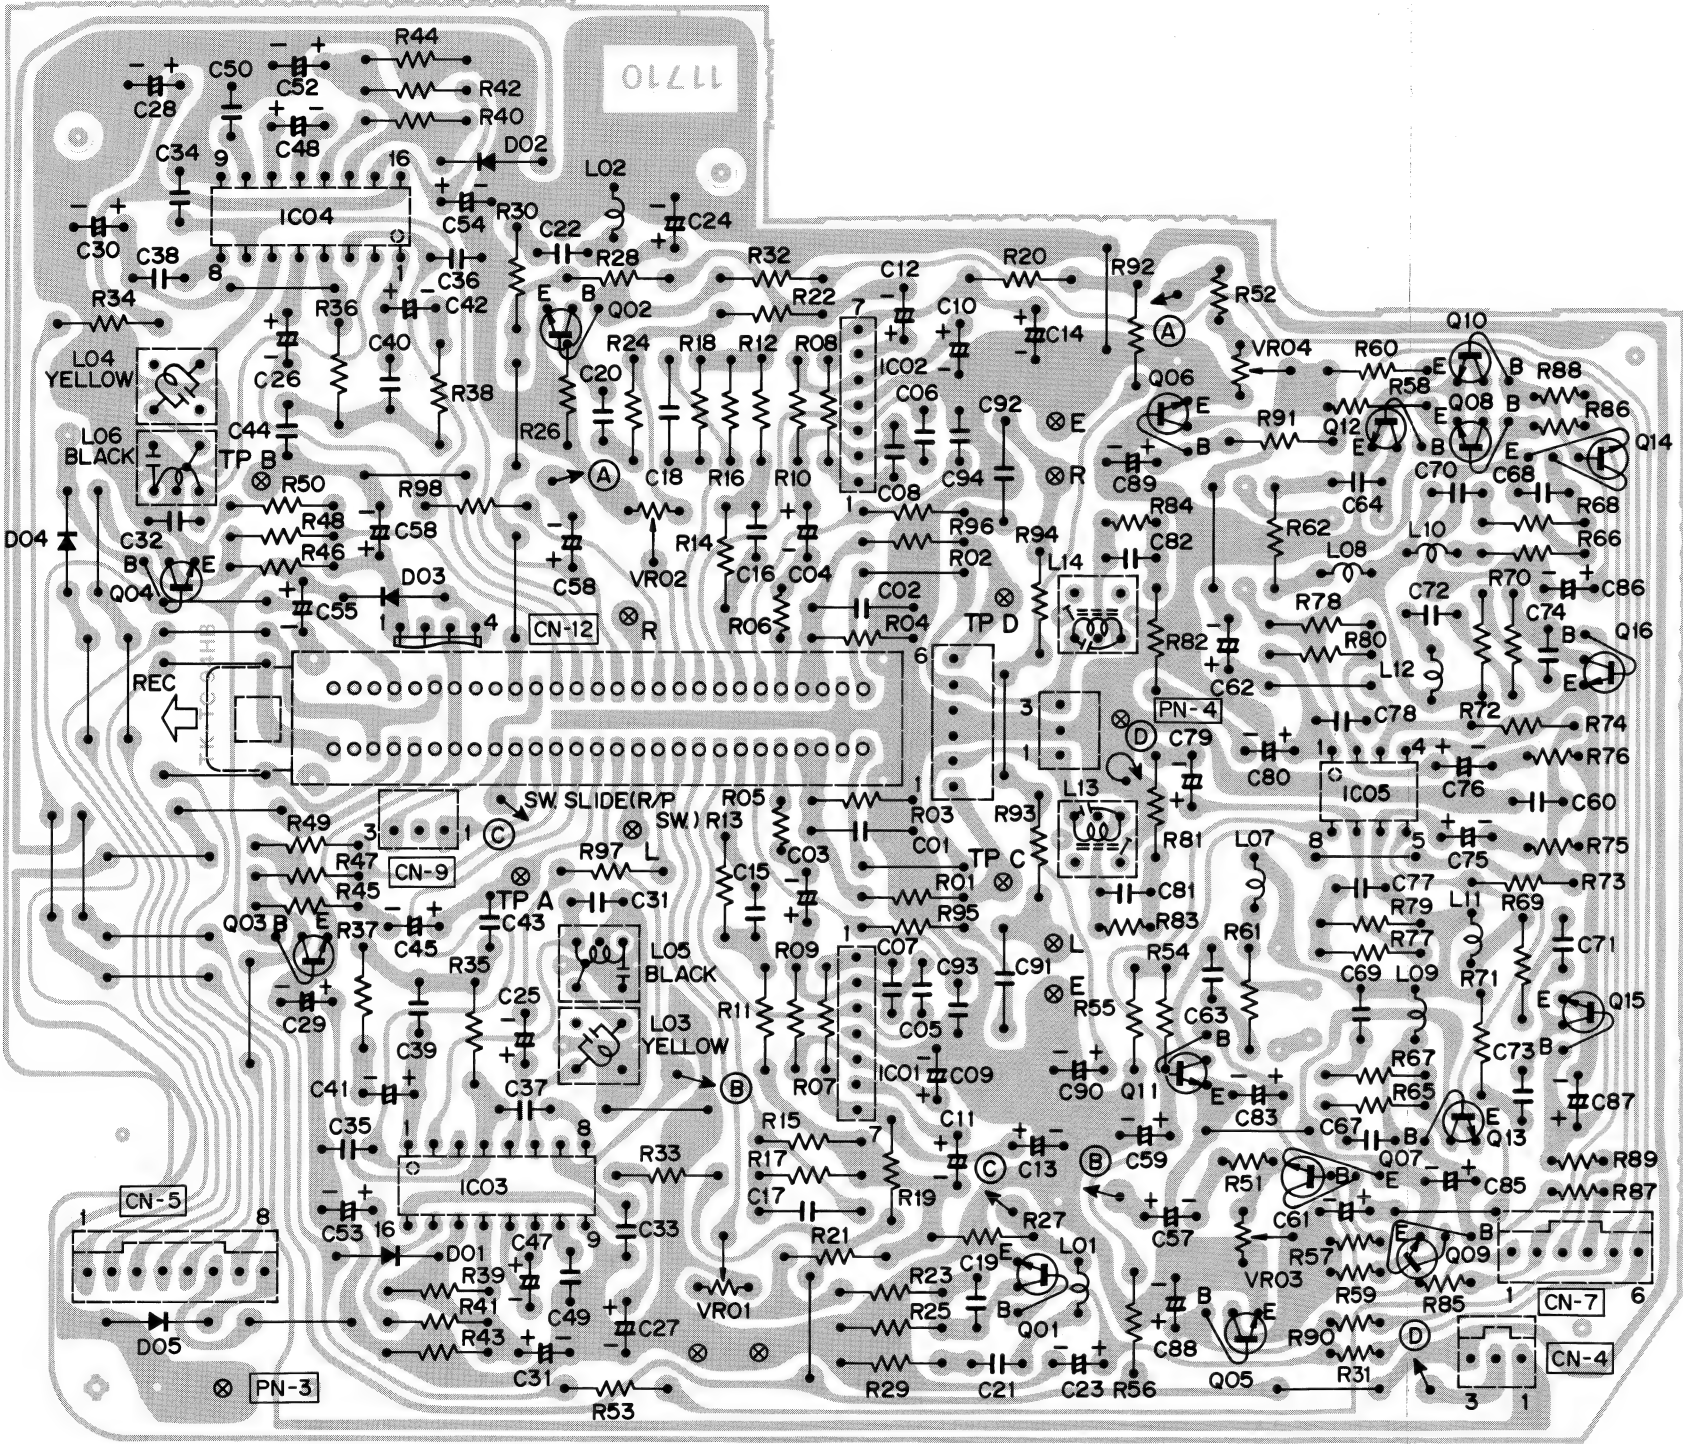 R44
C50
C52
C28
R42
R40
11710
C48
D02
C34
9
16
L02
IC04
C54
R30
C22
C24
C30
C38
8
1
C36
R28
R32
C12
R20
R92
R52
R34
R36
C42
E
B
Q02
R22
7
C10
C14
A
Q10
L04
YELLOW
C40
R24
R18
R12
R08
IC02
VR04
R60
E
B
R88
C26
R38
C20
C06
C92
E
Q06
E
R58
Q08
R86
L06
BLACK
C44
TP B
R26
B
R91
Q12
E
B
E
B
E
Q14
R50
R98
A
C18
R16
R10
C08
C94
R
C89
C70
C68
C64
R68
D04
C32
R48
C58
R96
R84
R62
L10
R46
R14
R02
R94
C82
R66
B
E
Q04
C55
D03
C58
VR02
C16
C04
C02
L14
L08
R70
C86
1
4
CN-12
R
R06
R04
TP D
R82
R78
C72
C74
B
Q16
R80
6
C62
L12
E
REC
TK-TC94HB
3
1
D
PN-4
C79
C78
R72
R74
1
4
C80
C76
R76
1
SW. SLIDE (R/P
SW.)
R05
R03
L13
IC05
C60
R49
3
1
C
R13
C01
R93
R81
L07
8
5
C75
R75
R47
CN-9
R97
L
C03
TP C
R45
TP A
C15
R01
C81
C77
R73
Q03
B
E
R37
C45
C43
C31
R95
R83
R79
L11
R69
R35
L05
BLACK
R09
1
C07
C93
C91
L
R54
R61
R77
C71
C29
C25
R11
C05
E
R55
C63
C69
L09
R71
E
Q15
C39
L03
YELLOW
B
R67
C73
B
C41
C37
B
R07
IC01
C09
C90
Q11
E
C83
R65
C87
C35
1
8
R15
7
C11
C13
B
C59
C67
B
E
Q13
R33
R17
C
Q07
IC03
R19
R51
B
E
C85
R89
CN-5
C17
R87
1
8
C53
16
9
C33
R21
R27
C57
C61
D01
C47
E
L01
R57
E
B
Q09
R39
R23
C19
VR03
R59
R85
1
6
R41
C49
C27
VR01
R25
B
Q01
C88
B
E
CN-7
D05
R43
R90
D
C31
R29
C21
C23
R56
Q05
R31
CN-4
PN-3
R53
3
1